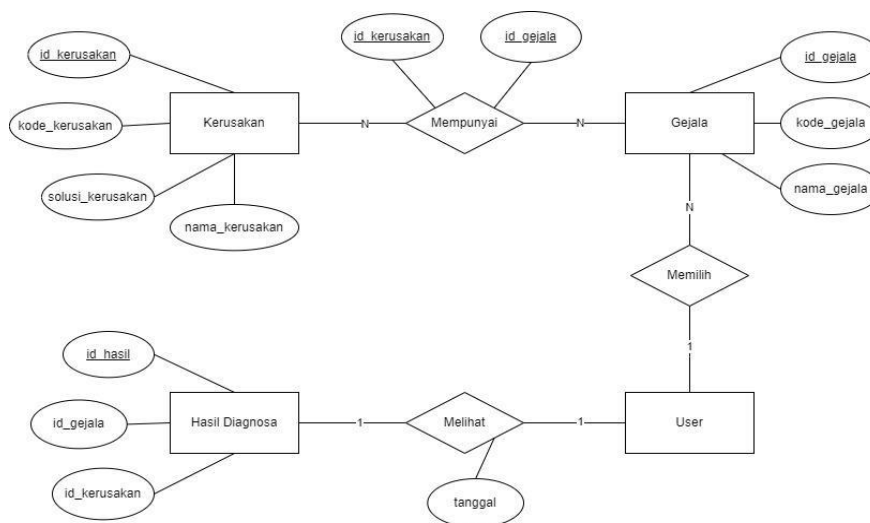 id_kerusakan
id_gejala
id_kerusakan
id_gejala
Kerusakan
N
Mempunyai
N
Gejala
kode_kerusakan
kode_gejala
solusi_kerusakan
nama_gejala
nama_kerusakan
N
Memilih
1
id_hasil
Hasil Diagnosa
1
Melihat
1
User
id_gejala
id_kerusakan
tanggal